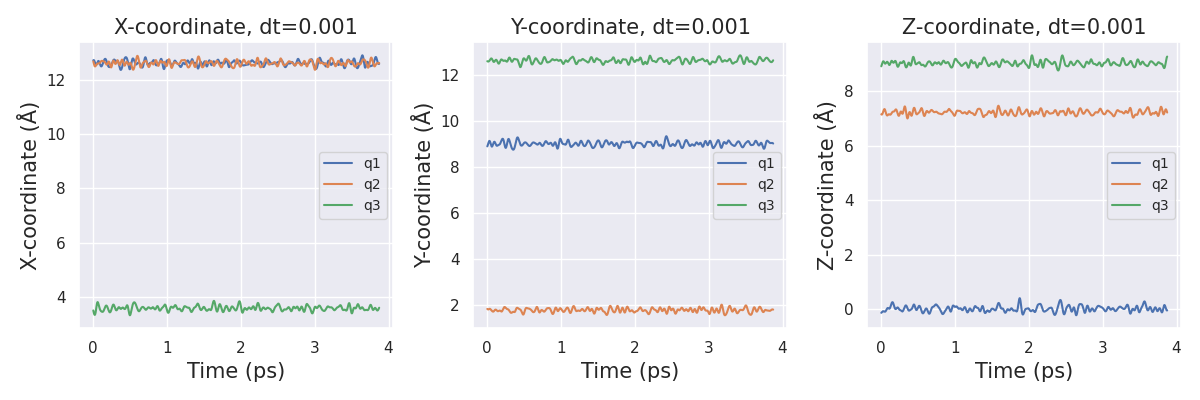 X-coordinate, dt=0.001
X-coordinate (Å)
12
10
8
6
4
q1
q2
q3
0
1
2
3
4
Time (ps)
Y-coordinate, dt=0.001
Y-coordinate (Å)
12
10
8
6
4
2
q1
q2
q3
0
1
2
3
4
Time (ps)
Z-coordinate, dt=0.001
Z-coordinate (Å)
8
6
4
2
0
q1
q2
q3
0
1
2
3
4
Time (ps)